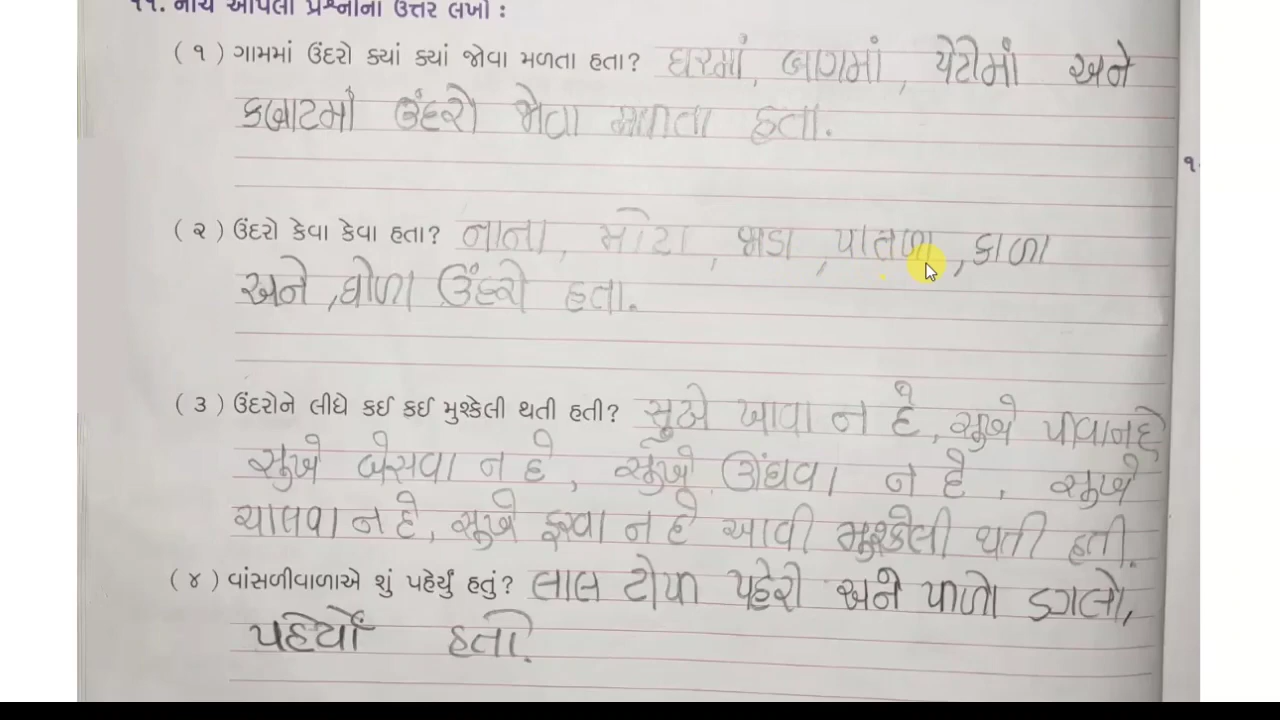 ૧૧. નીચે આપેલા પ્રશ્નોના ઉત્તર લખો :
(૧) ગામમાં ઉંદરો ક્યાં ક્યાં જોવા મળતા હતા? ઘરમાં, બાગમાં, પેટીમાં અને
કબાટમાં ઉંદરો જોવા મળતા હતા.
૧
(૨) ઉંદરો કેવા કેવા હતા? નાના, મોટા, જાડા, પાતળા, કાળા
અને, ધોળા ઉંદરો હતા.
(૩) ઉંદરોને લીધે કઈ કઈ મુશ્કેલી થતી હતી? સુખે ખાવા ન દે, સુખે પીવા ન દે
સુખે બેસવા ન દે, સુખે ઊંઘવા ન દે, સુખે
ચાલવા ન દે, સુખે ફરવા ન દે આવી મુશ્કેલી થતી હતી.
(૪) વાંસળીવાળાએ શું પહેર્યું હતું? લાલ ટોપી પહેરી અને પીળો ડગલો,
પહેર્યો હતો.